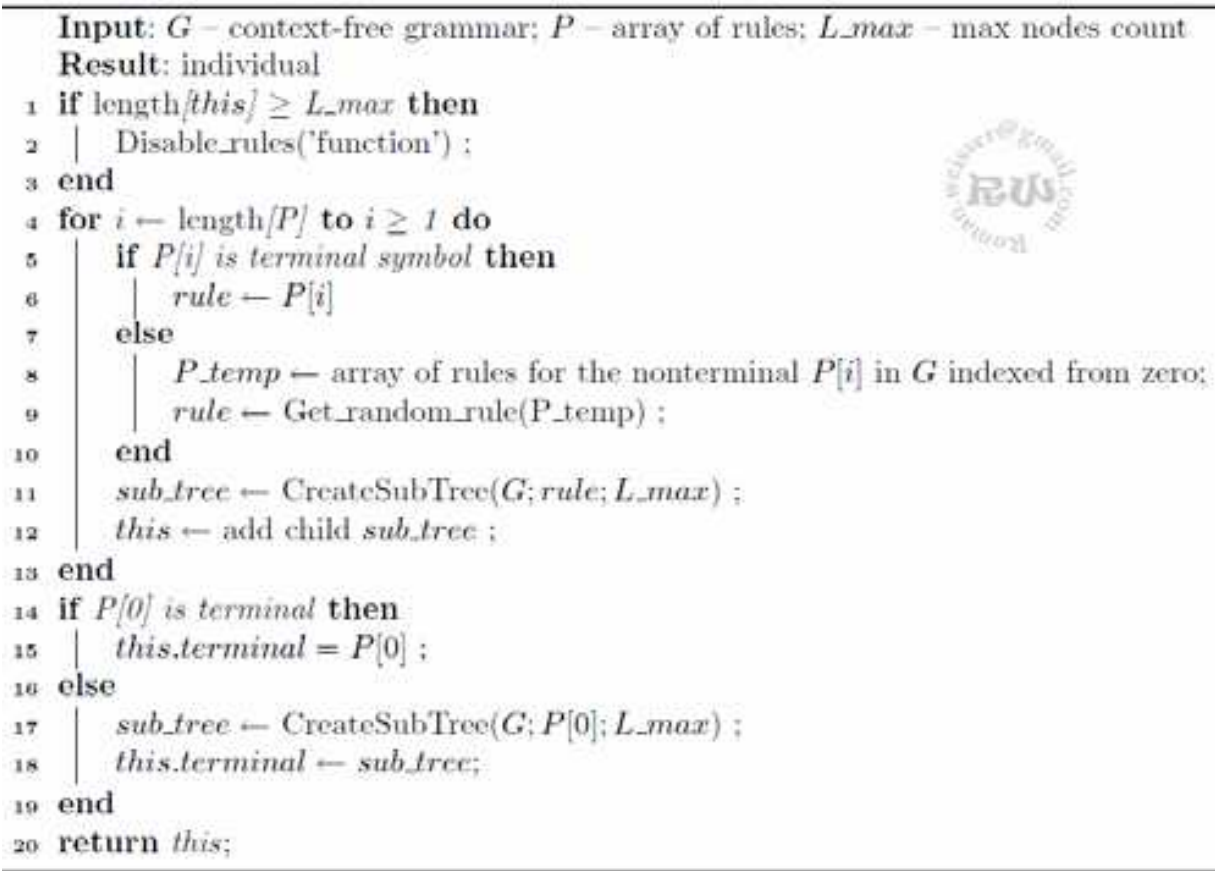 Input: G – context-free grammar; P – array of rules; L_max – max nodes count
Result: individual
1 if length[this] ≥ L_max then
2 Disable_rules('function') ;
3 end
4 for i ← length[P] to i ≥ 1 do
5 if P[i] is terminal symbol then
6 rule ← P[i]
7 else
8 P_temp ← array of rules for the nonterminal P[i] in G indexed from zero;
9 rule ← Get_random_rule(P_temp) ;
10 end
11 sub_tree ← CreateSubTree(G; rule; L_max) ;
12 this ← add child sub_tree ;
13 end
14 if P[0] is terminal then
15 this.terminal = P[0] ;
16 else
17 sub_tree ← CreateSubTree(G; P[0]; L_max) ;
18 this.terminal ← sub_tree;
19 end
20 return this;
Roman weisser@gmail.com
RW